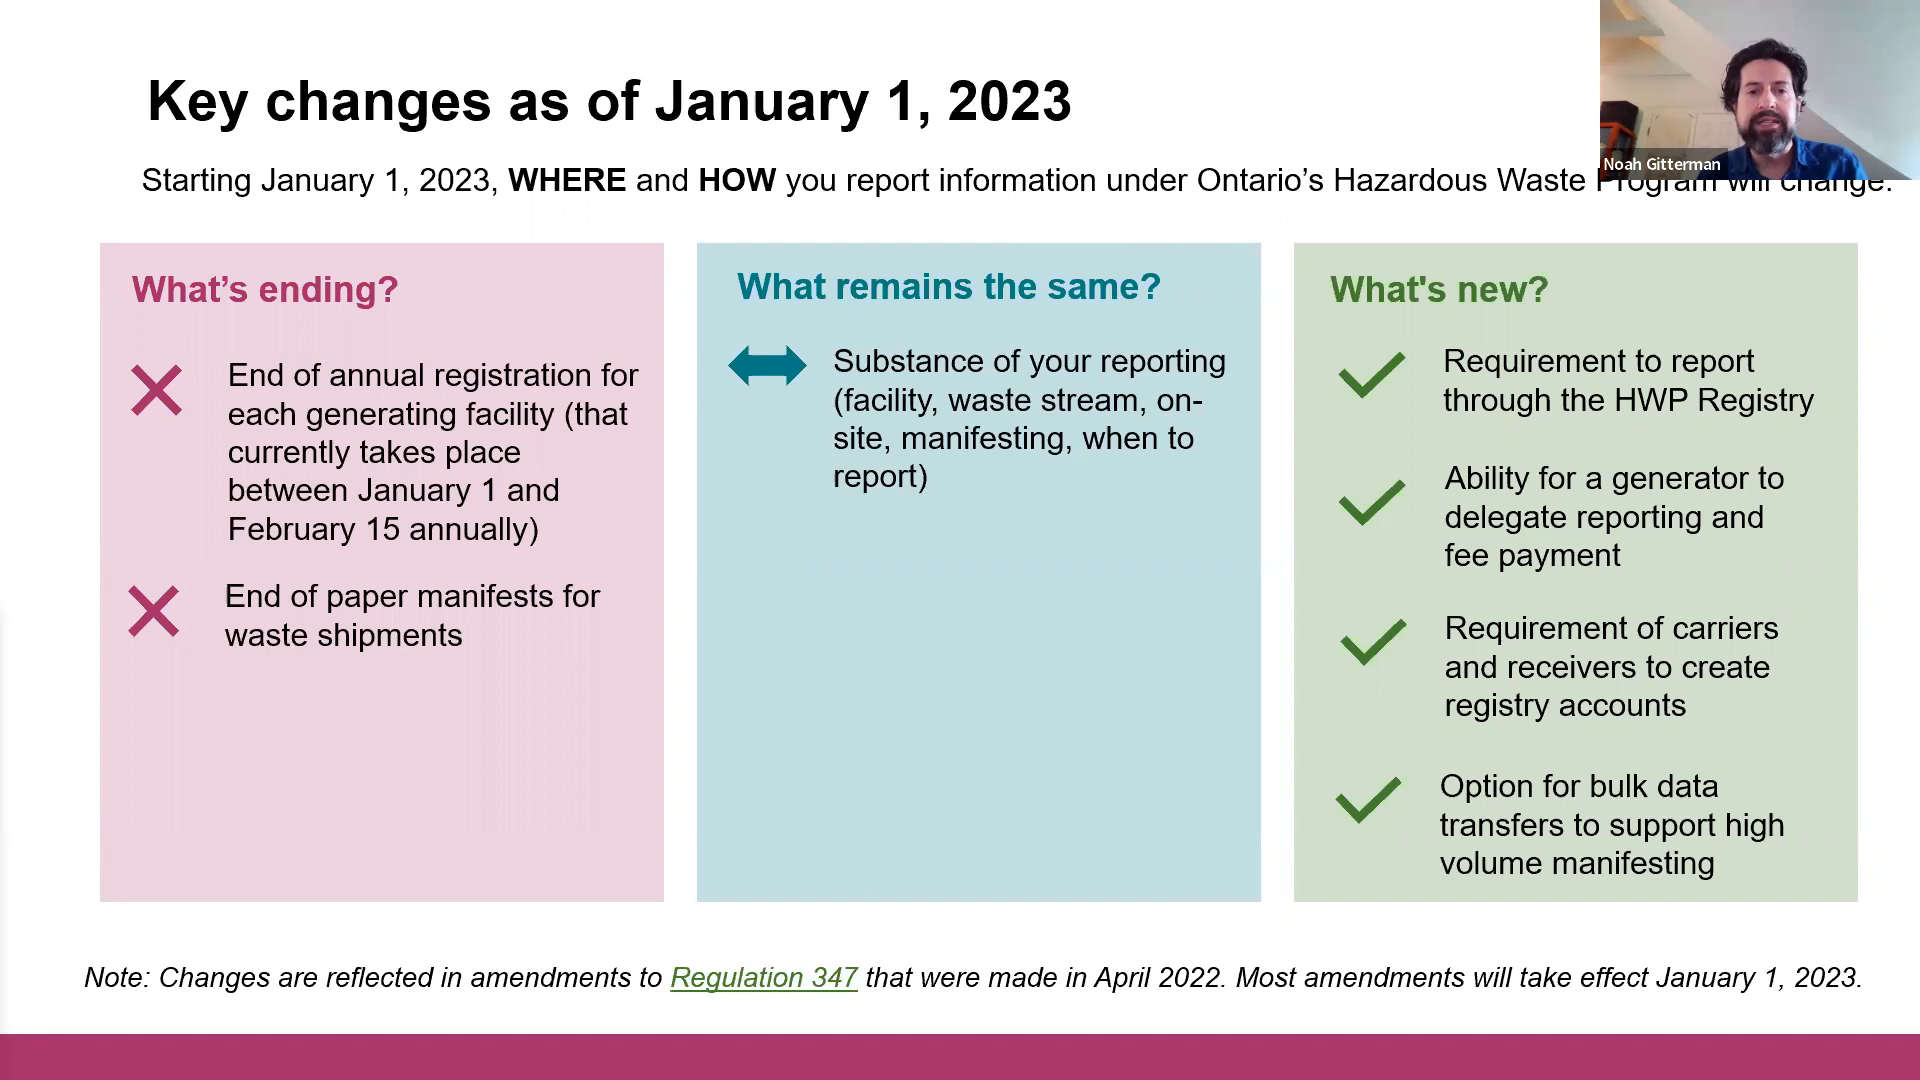 Key changes as of January 1, 2023
Starting January 1, 2023, WHERE and HOW you report information under Ontario’s Hazardous Waste Program will change.
Noah Gitterman
What’s ending?
End of annual registration for
each generating facility (that
currently takes place
between January 1 and
February 15 annually)
End of paper manifests for
waste shipments
What remains the same?
Substance of your reporting
(facility, waste stream, on-
site, manifesting, when to
report)
What's new?
Requirement to report
through the HWP Registry
Ability for a generator to
delegate reporting and
fee payment
Requirement of carriers
and receivers to create
registry accounts
Option for bulk data
transfers to support high
volume manifesting
Note: Changes are reflected in amendments to Regulation 347 that were made in April 2022. Most amendments will take effect January 1, 2023.